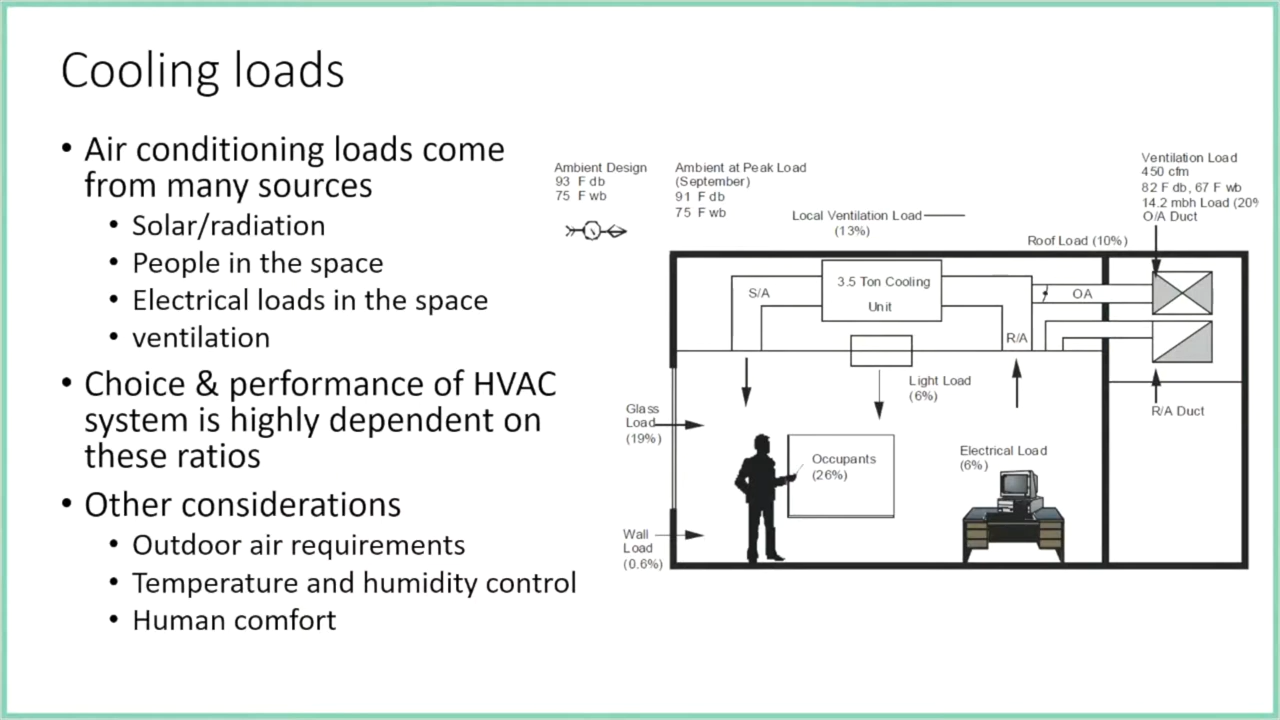 Cooling loads
• Air conditioning loads come
from many sources
• Solar/radiation
• People in the space
• Electrical loads in the space
• ventilation
• Choice & performance of HVAC
system is highly dependent on
these ratios
• Other considerations
• Outdoor air requirements
• Temperature and humidity control
• Human comfort
Ambient Design
93 F db
75 F wb
Ambient at Peak Load
(September)
91 F db
75 F wb
Local Ventilation Load
(13%)
Roof Load (10%)
Ventilation Load
450 cfm
82 F db, 67 F wb
14.2 mbh Load (20%
O/A Duct
S/A
3.5 Ton Cooling
Unit
OA
R/A
Light Load
(6%)
R/A Duct
Glass
Load
(19%)
Occupants
(26%)
Electrical Load
(6%)
Wall
Load
(0.6%)